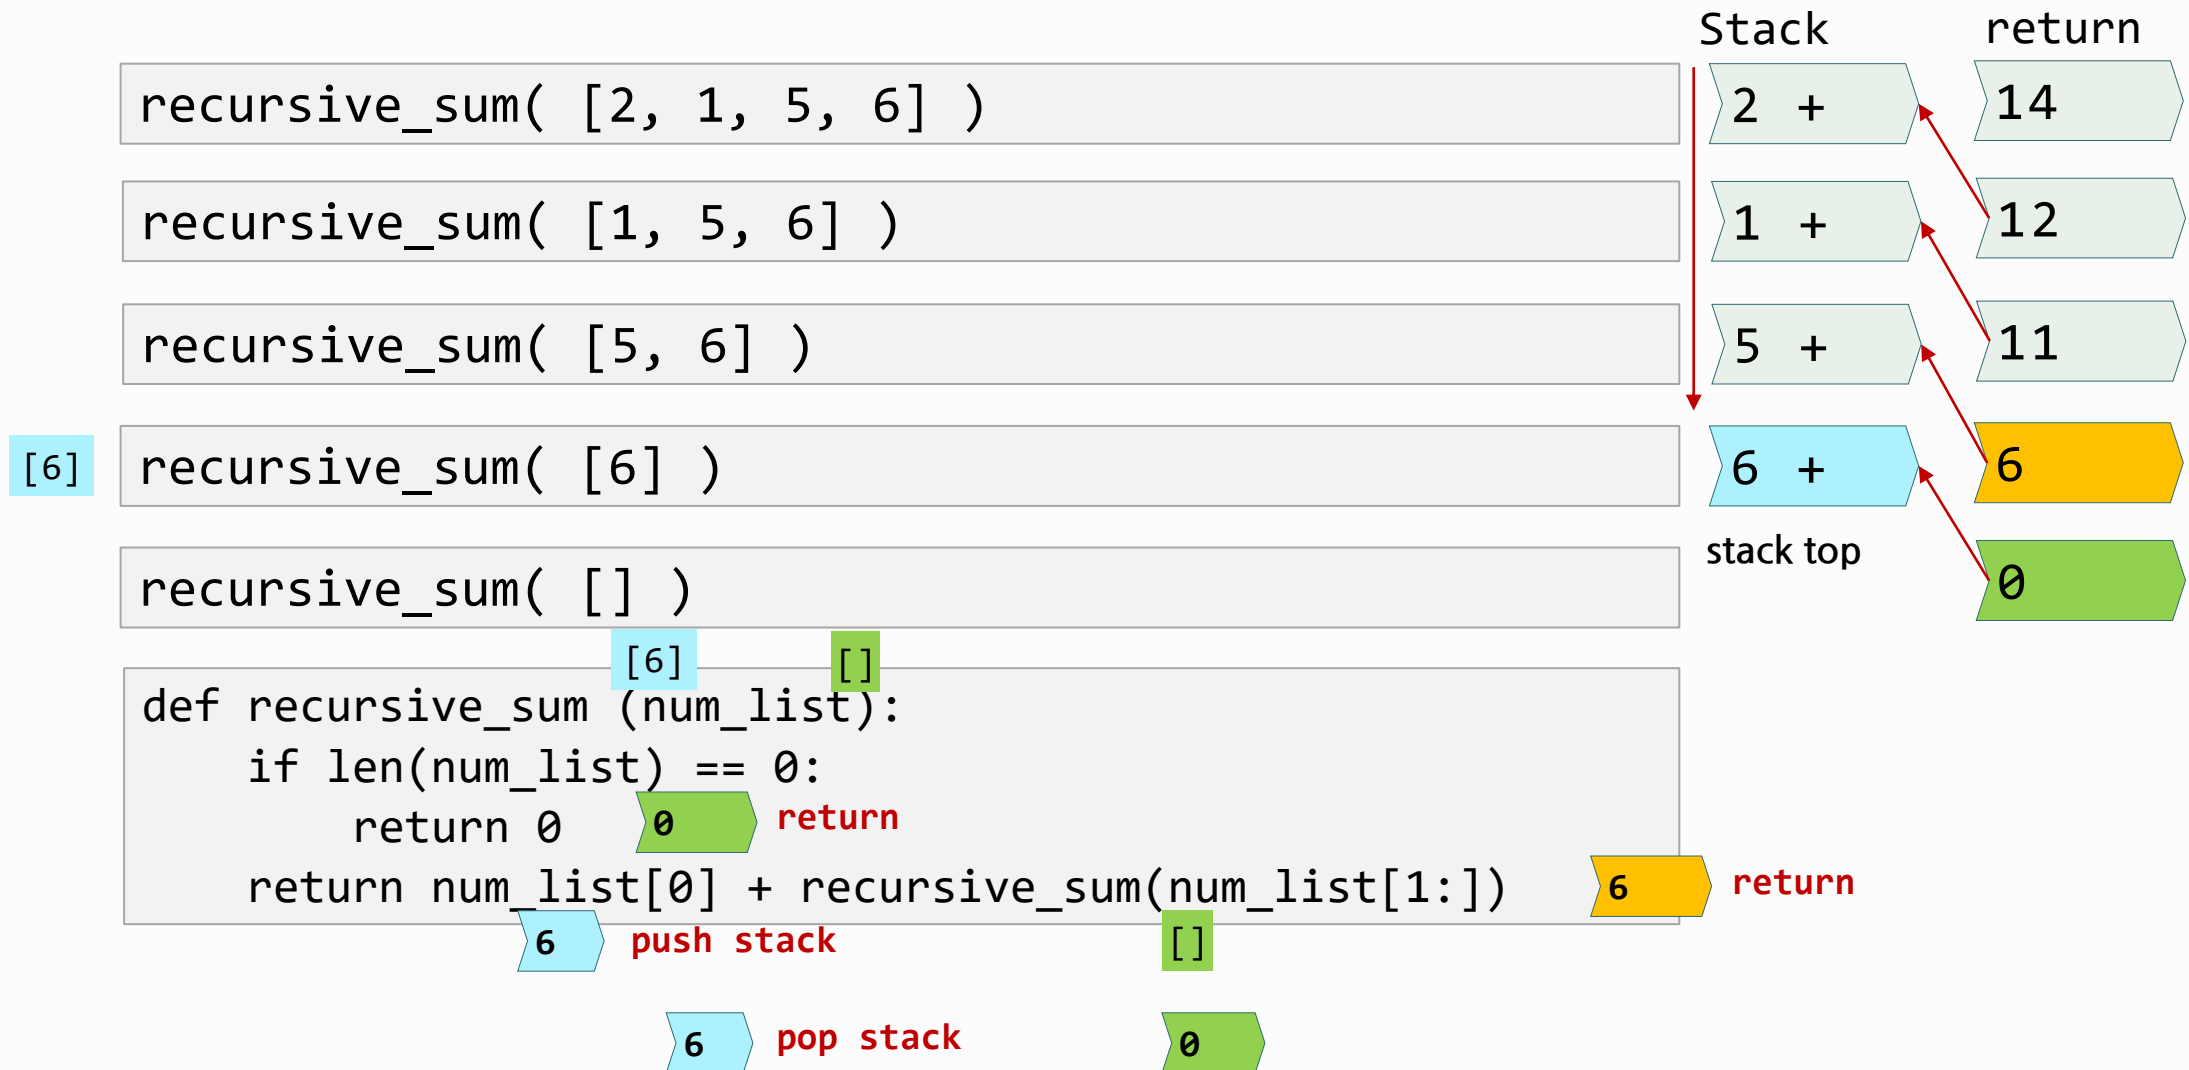 Stack return
recursive_sum( [2, 1, 5, 6] ) 2 + 14
recursive_sum( [1, 5, 6] ) 1 + 12
recursive_sum( [5, 6] ) 5 + 11
[6] recursive_sum( [6] ) 6 + 6
stack top
recursive_sum( [] ) 0
[6] []
def recursive_sum (num_list):
if len(num_list) == 0:
return 0 0 return
return num_list[0] + recursive_sum(num_list[1:]) 6 return
6 push stack []
6 pop stack 0